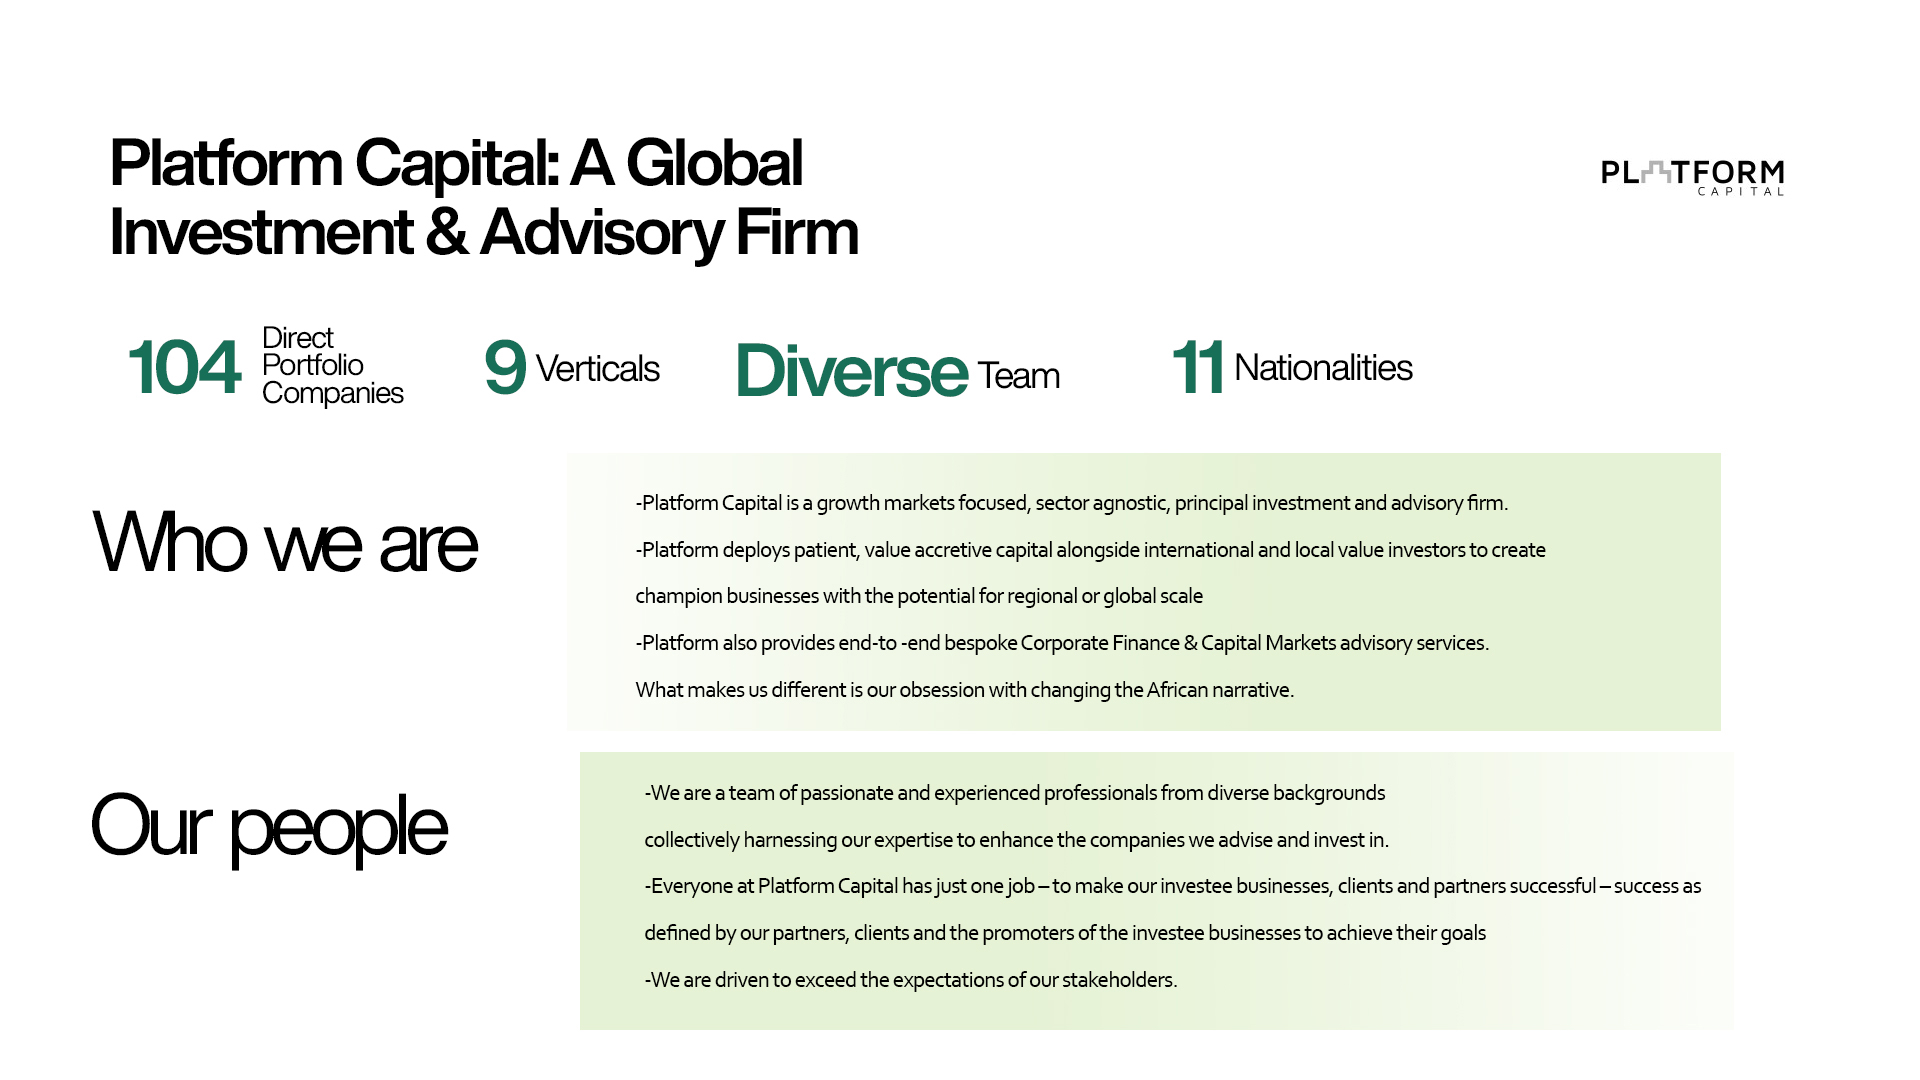 Platform Capital: A Global
Investment & Advisory Firm
PLATFORM
CAPITAL
104 Direct
Portfolio
Companies
9 Verticals
Diverse Team
11 Nationalities
Who we are
-Platform Capital is a growth markets focused, sector agnostic, principal investment and advisory firm.
-Platform deploys patient, value accretive capital alongside international and local value investors to create
champion businesses with the potential for regional or global scale
-Platform also provides end-to -end bespoke Corporate Finance & Capital Markets advisory services.
What makes us different is our obsession with changing the African narrative.
Our people
-We are a team of passionate and experienced professionals from diverse backgrounds
collectively harnessing our expertise to enhance the companies we advise and invest in.
-Everyone at Platform Capital has just one job – to make our investee businesses, clients and partners successful – success as
defined by our partners, clients and the promoters of the investee businesses to achieve their goals
-We are driven to exceed the expectations of our stakeholders.